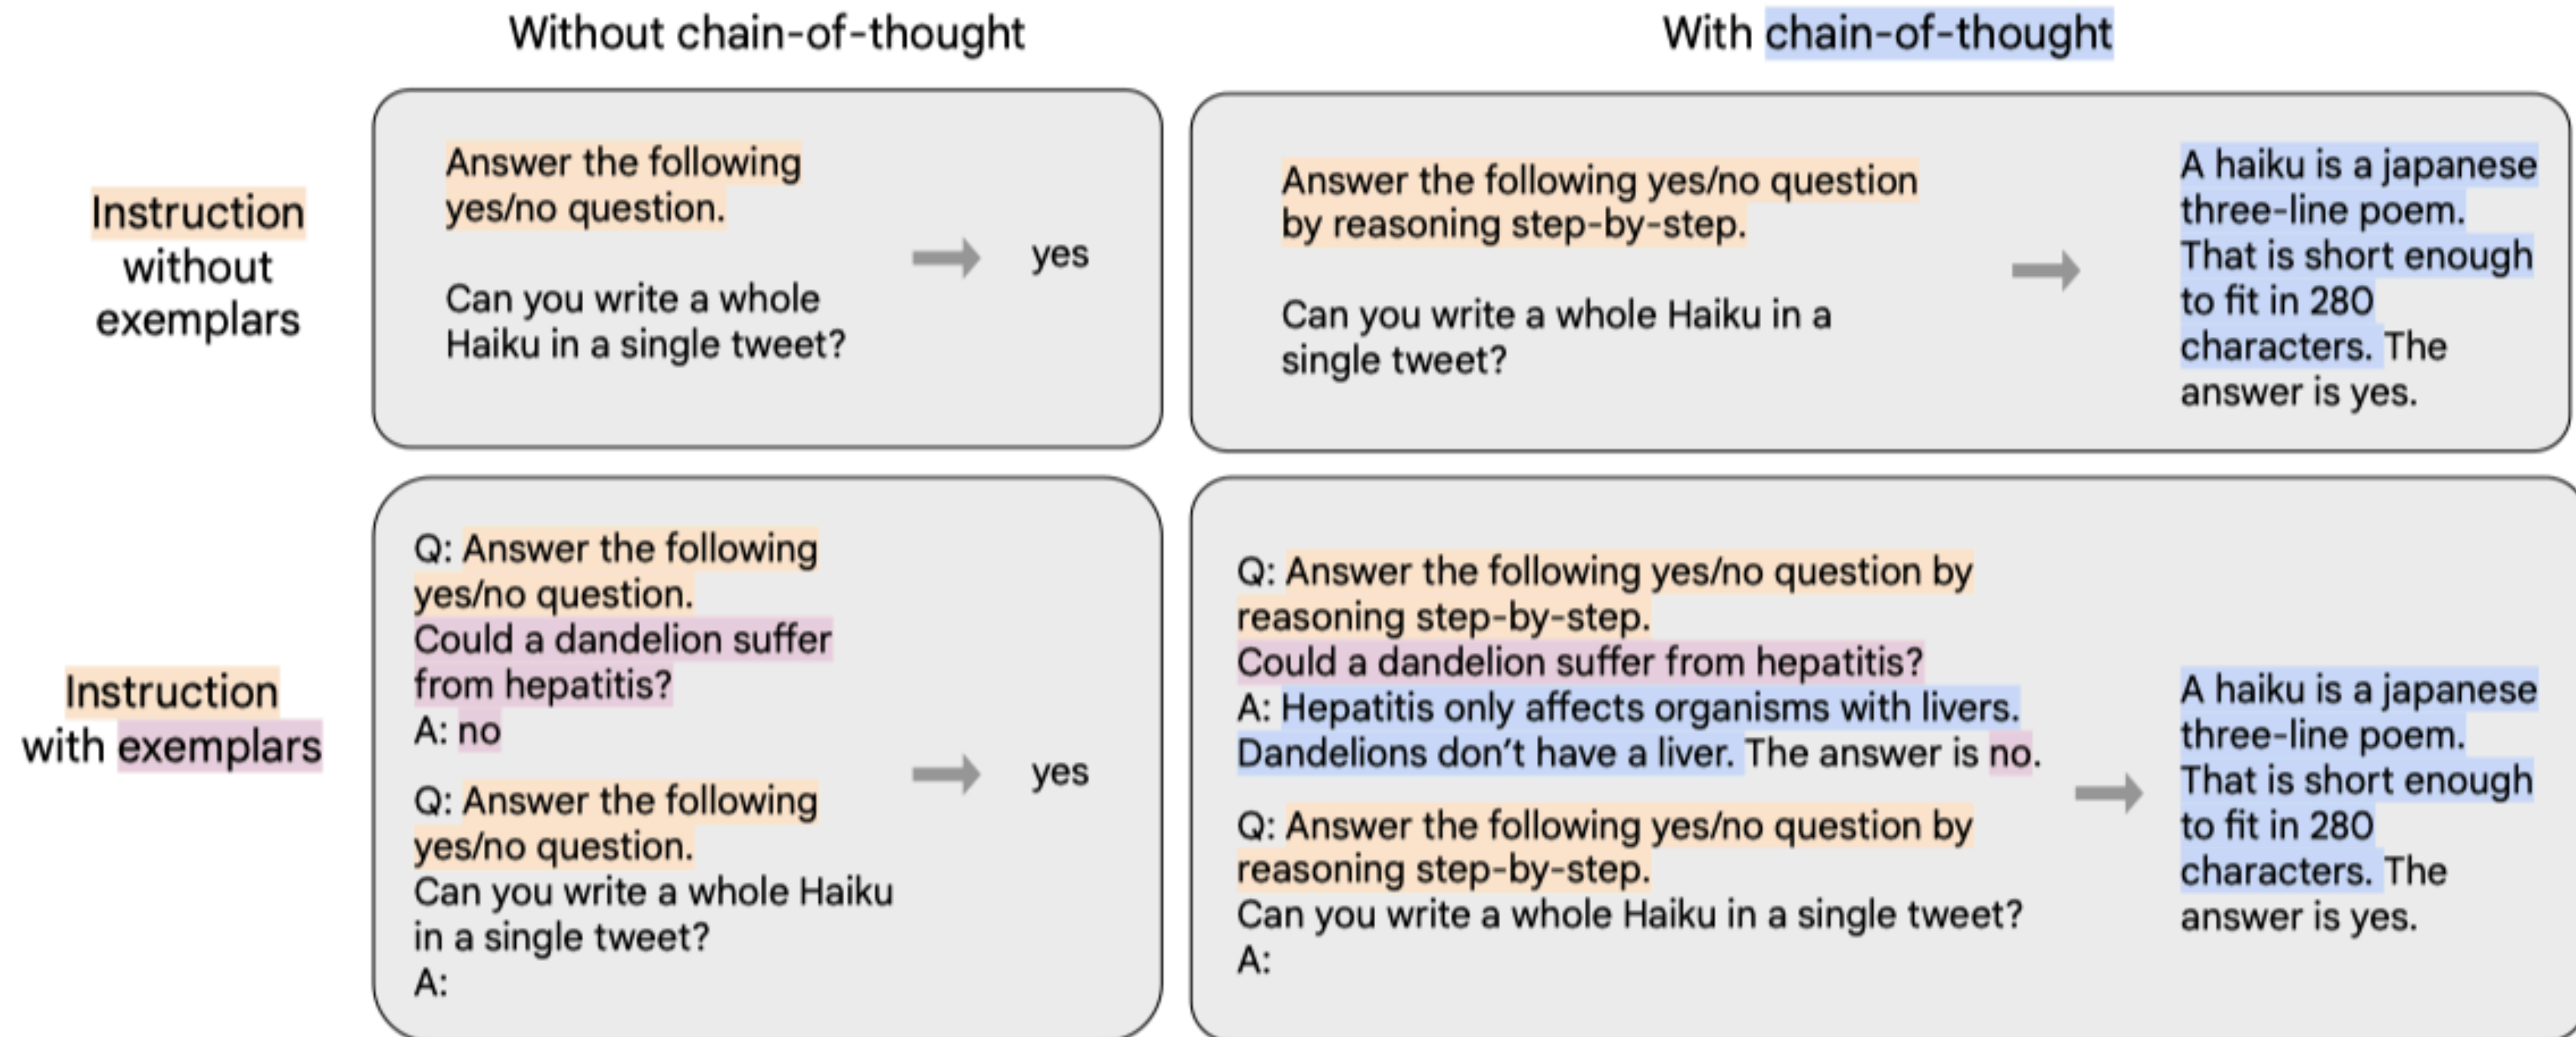 Without chain-of-thought
With chain-of-thought
Instruction
without
exemplars
Answer the following
yes/no question.
Can you write a whole
Haiku in a single tweet?
yes
Answer the following yes/no question
by reasoning step-by-step.
Can you write a whole Haiku in a
single tweet?
A haiku is a japanese
three-line poem.
That is short enough
to fit in 280
characters. The
answer is yes.
Instruction
with exemplars
Q: Answer the following
yes/no question.
Could a dandelion suffer
from hepatitis?
A: no
Q: Answer the following
yes/no question.
Can you write a whole Haiku
in a single tweet?
A:
yes
Q: Answer the following yes/no question by
reasoning step-by-step.
Could a dandelion suffer from hepatitis?
A: Hepatitis only affects organisms with livers.
Dandelions don’t have a liver. The answer is no.
Q: Answer the following yes/no question by
reasoning step-by-step.
Can you write a whole Haiku in a single tweet?
A:
A haiku is a japanese
three-line poem.
That is short enough
to fit in 280
characters. The
answer is yes.